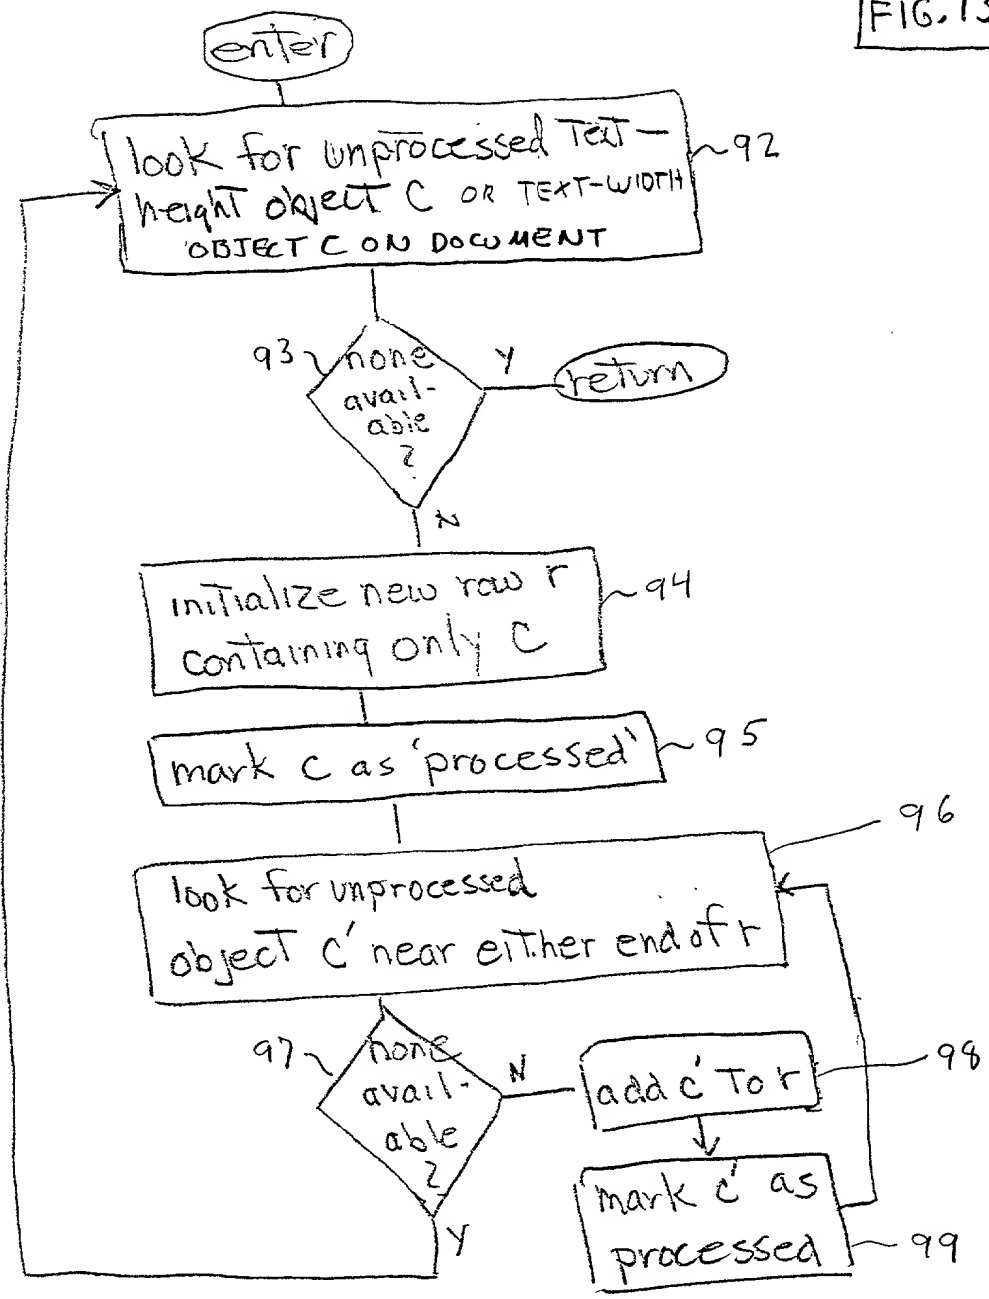 FIG. 13
enter
look for unprocessed Text-
height object C OR TEXT-WIDTH
OBJECT C ON DOCUMENT
92
93
none
avail-
able
?
Y
return
N
initialize new row r
containing only C
94
mark C as 'processed'
95
96
look for unprocessed
object C' near either end of r
97
none
avail-
able
?
N
add C' To r
98
Y
mark C' as
processed
99